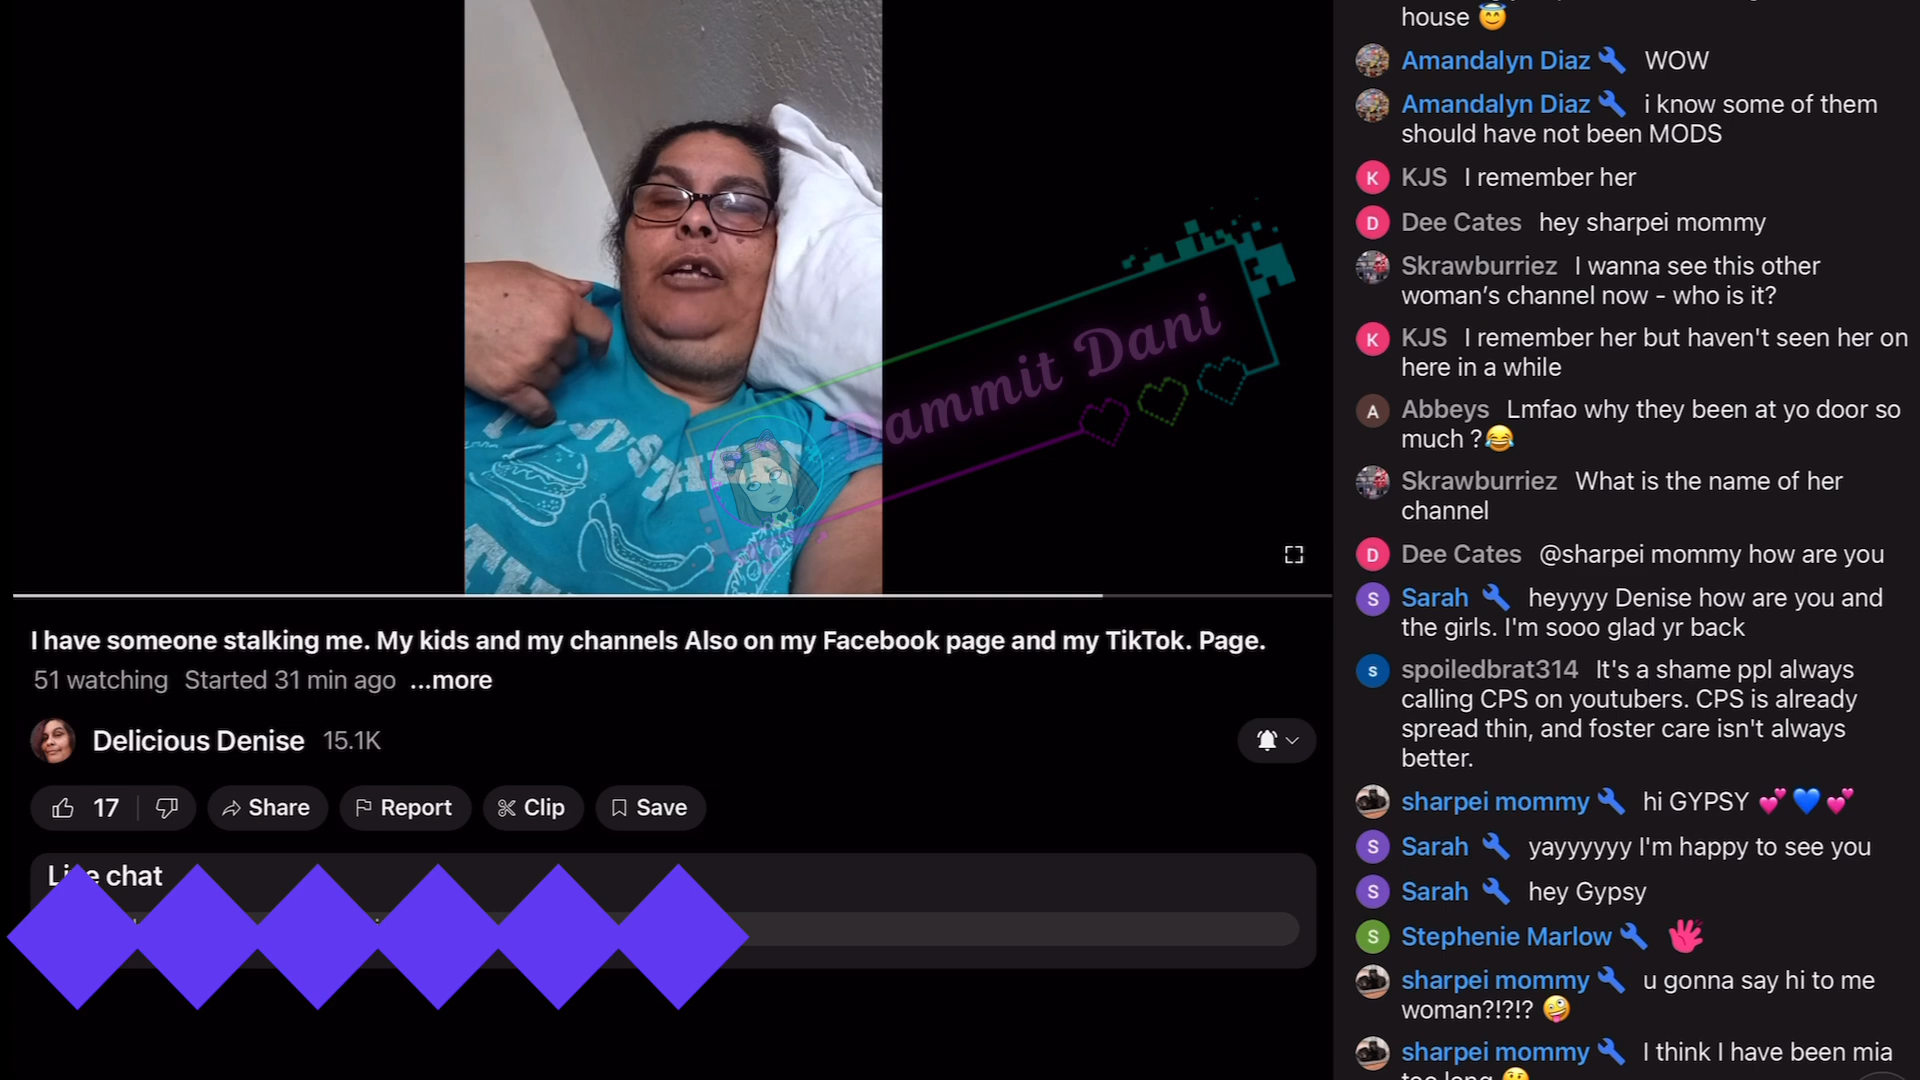 house 😇
Amandalyn Diaz 🔧 WOW
Amandalyn Diaz 🔧 i know some of them
should have not been MODS
K KJS I remember her
D Dee Cates hey sharpei mommy
Skrawburriez I wanna see this other
woman’s channel now - who is it?
K KJS I remember her but haven't seen her on
here in a while
A Abbeys Lmfao why they been at yo door so
much ?😂
Skrawburriez What is the name of her
channel
D Dee Cates @sharpei mommy how are you
S Sarah 🔧 heyyyy Denise how are you and
the girls. I'm sooo glad yr back
s spoiledbrat314 It's a shame ppl always
calling CPS on youtubers. CPS is already
spread thin, and foster care isn't always
better.
sharpei mommy 🔧 hi GYPSY 💕💙💕
S Sarah 🔧 yayyyyyy I'm happy to see you
S Sarah 🔧 hey Gypsy
S Stephenie Marlow 🔧 👋
sharpei mommy 🔧 u gonna say hi to me
woman?!?!? 🤪
sharpei mommy 🔧 I think I have been mia
Dammit Dani
I have someone stalking me. My kids and my channels Also on my Facebook page and my TikTok. Page.
51 watching Started 31 min ago ...more
Delicious Denise 15.1K
17 Share Report Clip Save
chat